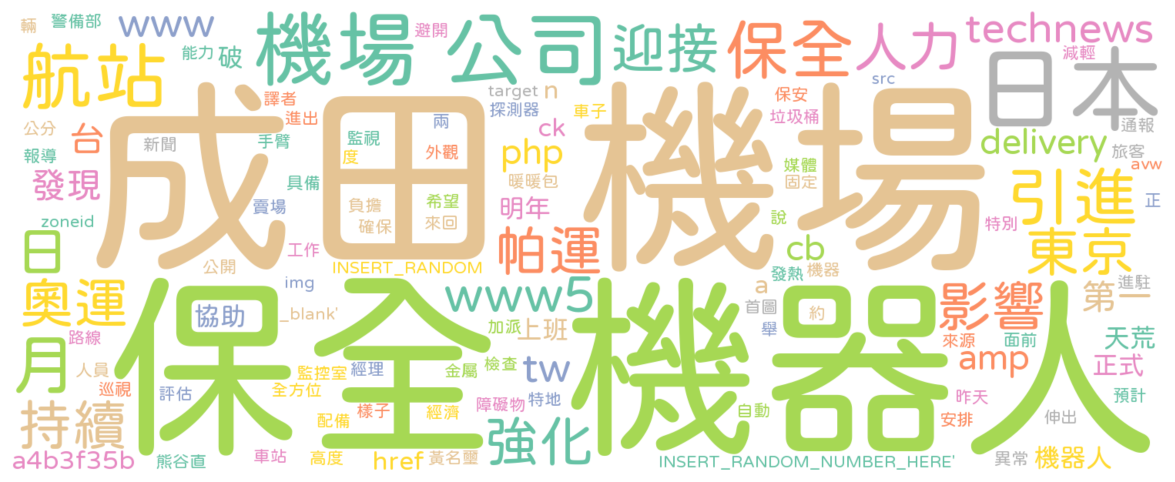 輛 警備部 www 機場 公司 避開 迎接 保全 人力 technews
航站 能力 破 減輕
譯者 target n src 日本
公分 台 進出 探測器 車子 保安 通報
新聞 手臂 成田機場 監視 兩 ck 垃圾桶 delivery 旅客
報導 度 外觀 php 媒體 avw
發現 具備 暖暖包 固定 引進
賣場 負擔 希望 明年 正
zoneid 確保 來回 說 特別
日 工作 帕運 cb 東京
公開 INSERT_RANDOM 發熱 機器
奧運 img www5 a 進駐
協助 _blank' 首圖 約 影響 第一
路線 加派 上班 舉 來源 面前 天荒
月 人員 保全機器人 監控室 經理 金屬 檢查 tw amp 正式
巡視 評估 全方位 特地 昨天 預計
持續 配備 樣子 經濟 障礙物 自動 安排 伸出
強化
a4b3f35b 熊谷直 車站 高度 href 黃名璽 INSERT_RANDOM_NUMBER_HERE' 異常 機器人